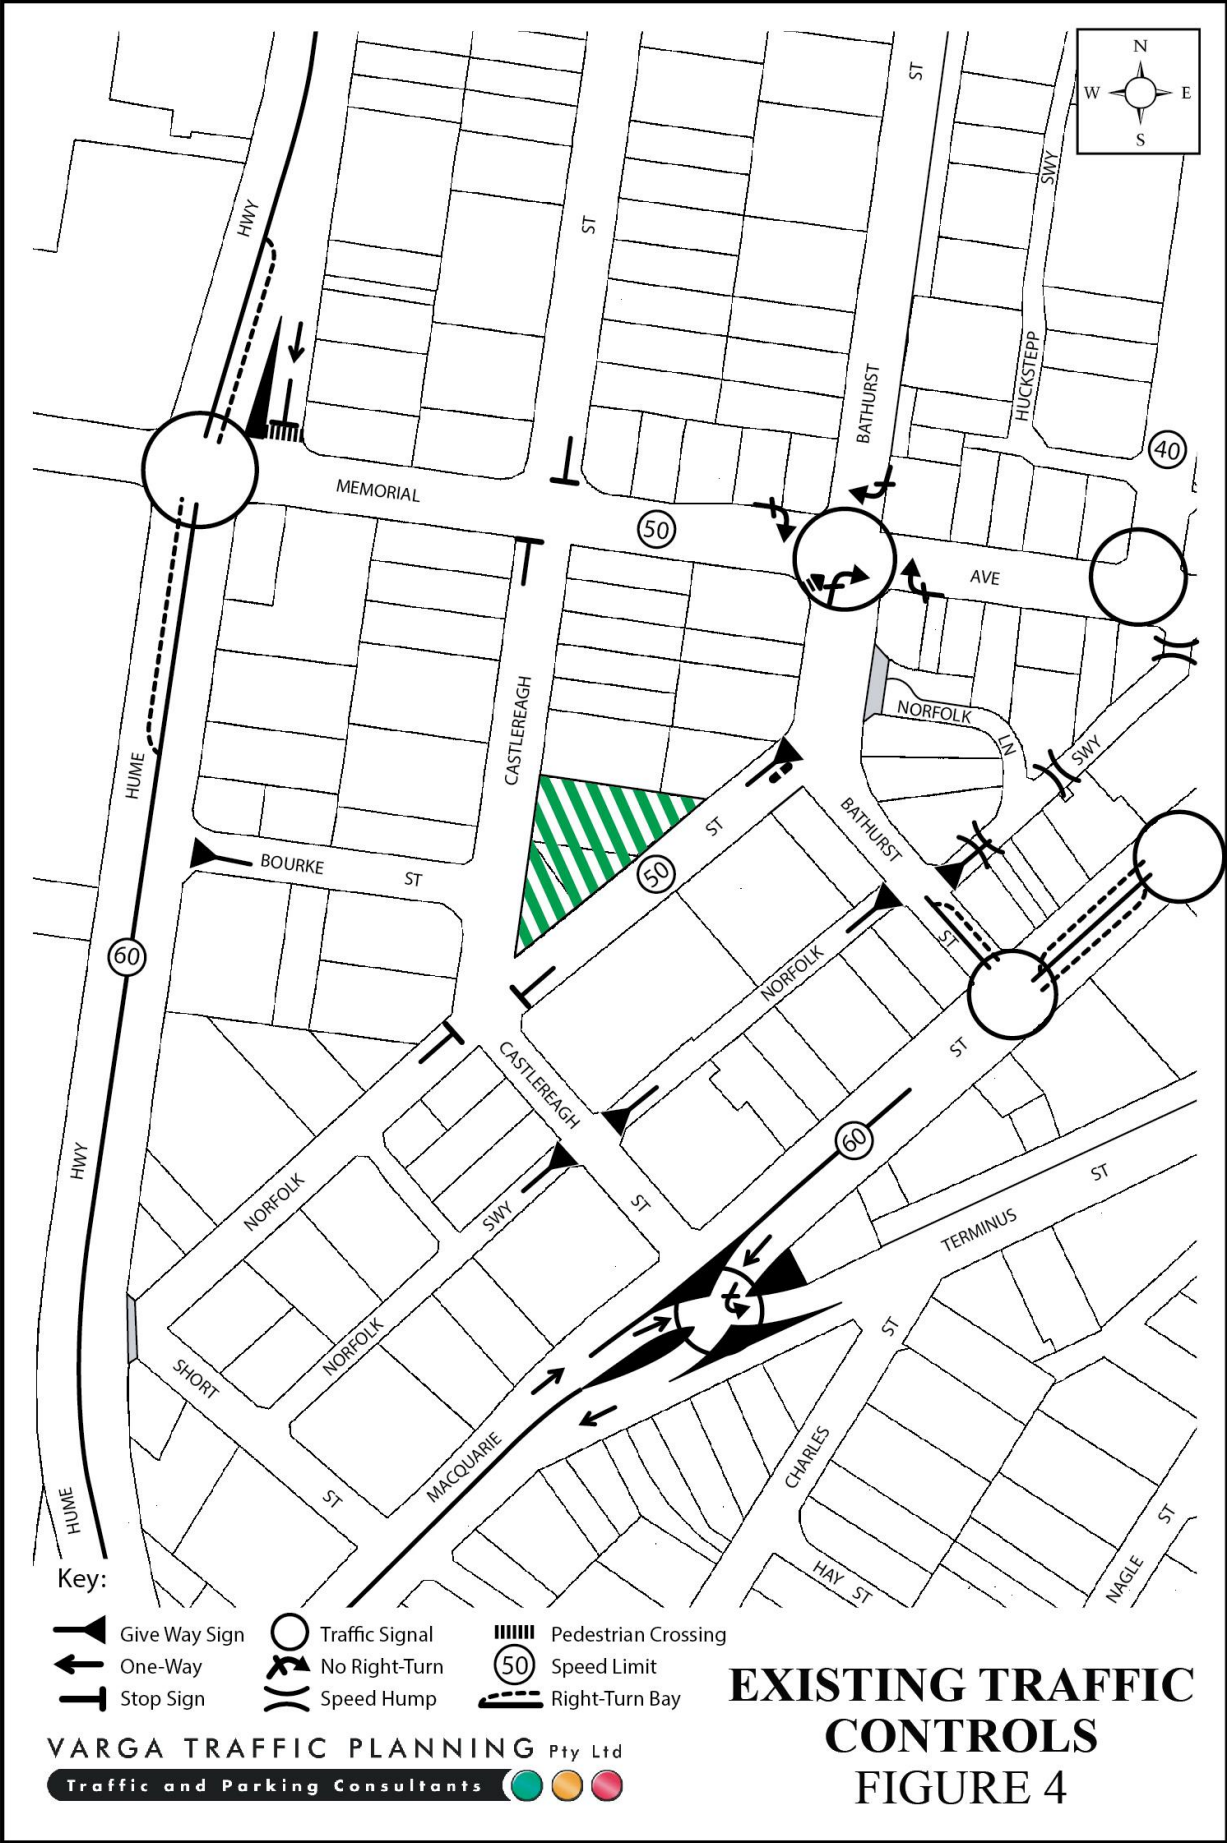 N
W
E
S
ST
SWY
HWY
ST
HUCKSTEPP
BATHURST
40
MEMORIAL
50
AVE
CASTLEREAGH
NORFOLK
LN
SWY
HUME
BATHURST
ST
BOURKE
ST
50
ST
NORFOLK
60
ST
CASTLEREAGH
60
HWY
NORFOLK
SWY
ST
ST
TERMINUS
NORFOLK
ST
SHORT
CHARLES
MACQUARIE
ST
HUME
ST
HAY ST
NAGLE
Key:
Give Way Sign
Traffic Signal
Pedestrian Crossing
One-Way
No Right-Turn
50
Speed Limit
Stop Sign
Speed Hump
Right-Turn Bay
EXISTING TRAFFIC
CONTROLS
FIGURE 4
VARGA TRAFFIC PLANNING Pty Ltd
Traffic and Parking Consultants